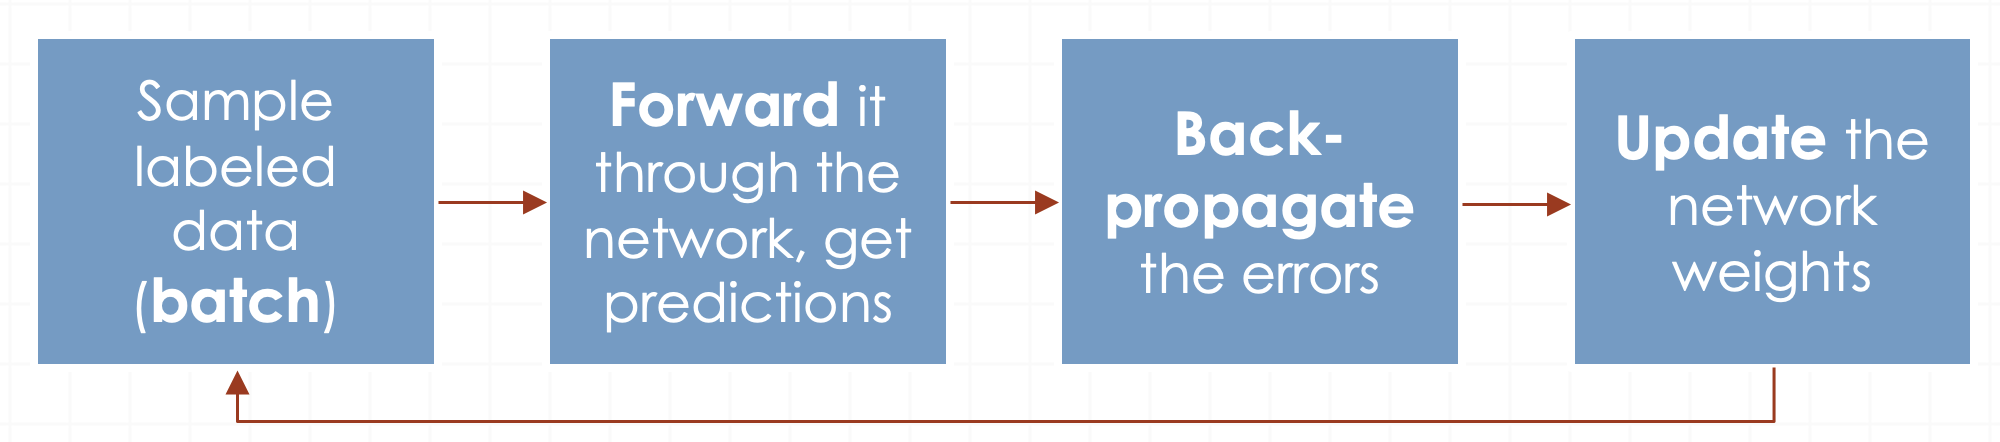 Sample
labeled
data
(batch)
Forward it
through the
network, get
predictions
Back-
propagate
the errors
Update the
network
weights